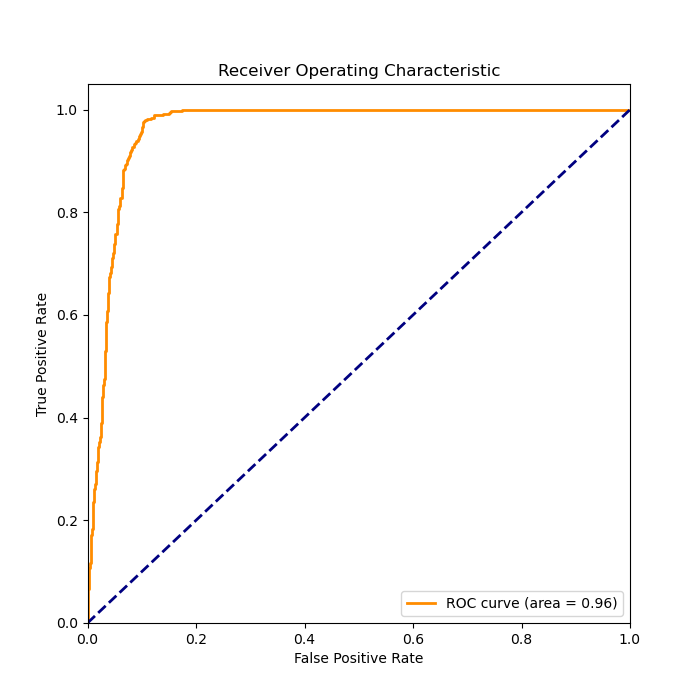 Receiver Operating Characteristic
1.0
0.8
0.6
0.4
0.2
0.0
True Positive Rate
ROC curve (area = 0.96)
0.0 0.2 0.4 0.6 0.8 1.0
False Positive Rate